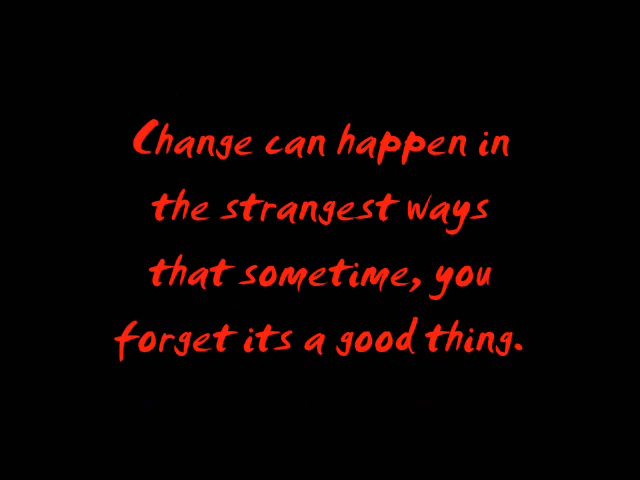 Change can happen in
the strangest ways
that sometime, you
forget its a good thing.